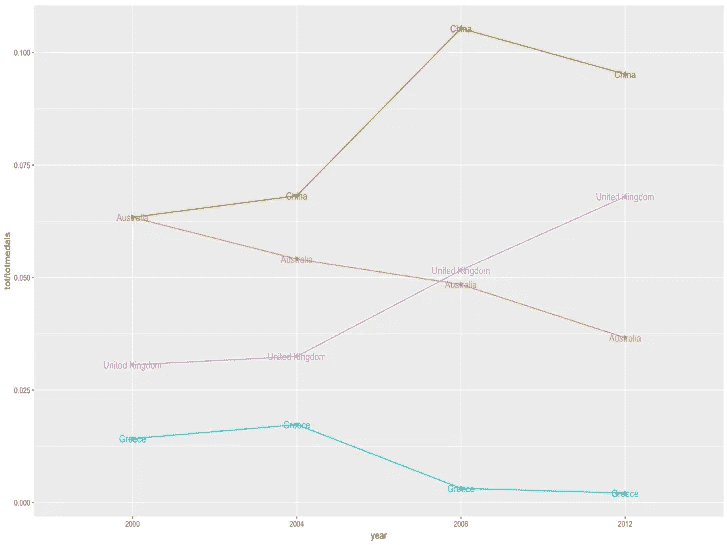 China
0.100
China
0.075
China
United Kingdom
Australia
Australia
0.050
United Kingdom
Australia
Australia
United Kingdom
United Kingdom
0.025
Greece
Greece
Greece
Greece
0.000
2000 2004 2008 2012
year